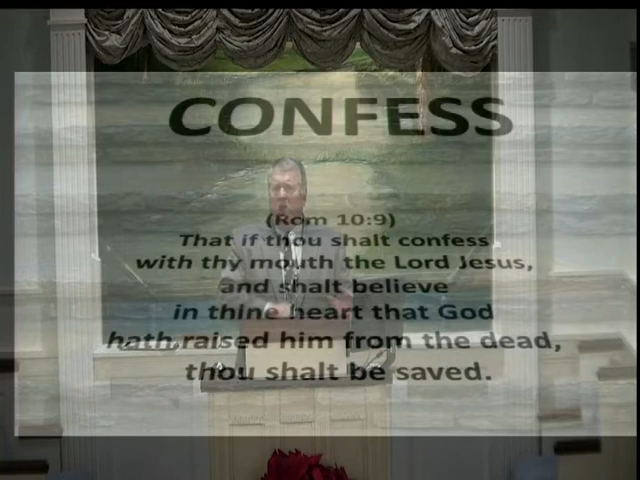 CONFESS
(Rom 10:9)
That if thou shalt confess
with thy mouth the Lord Jesus,
and shalt believe
in thine heart that God
hath raised him from the dead,
thou shalt be saved.